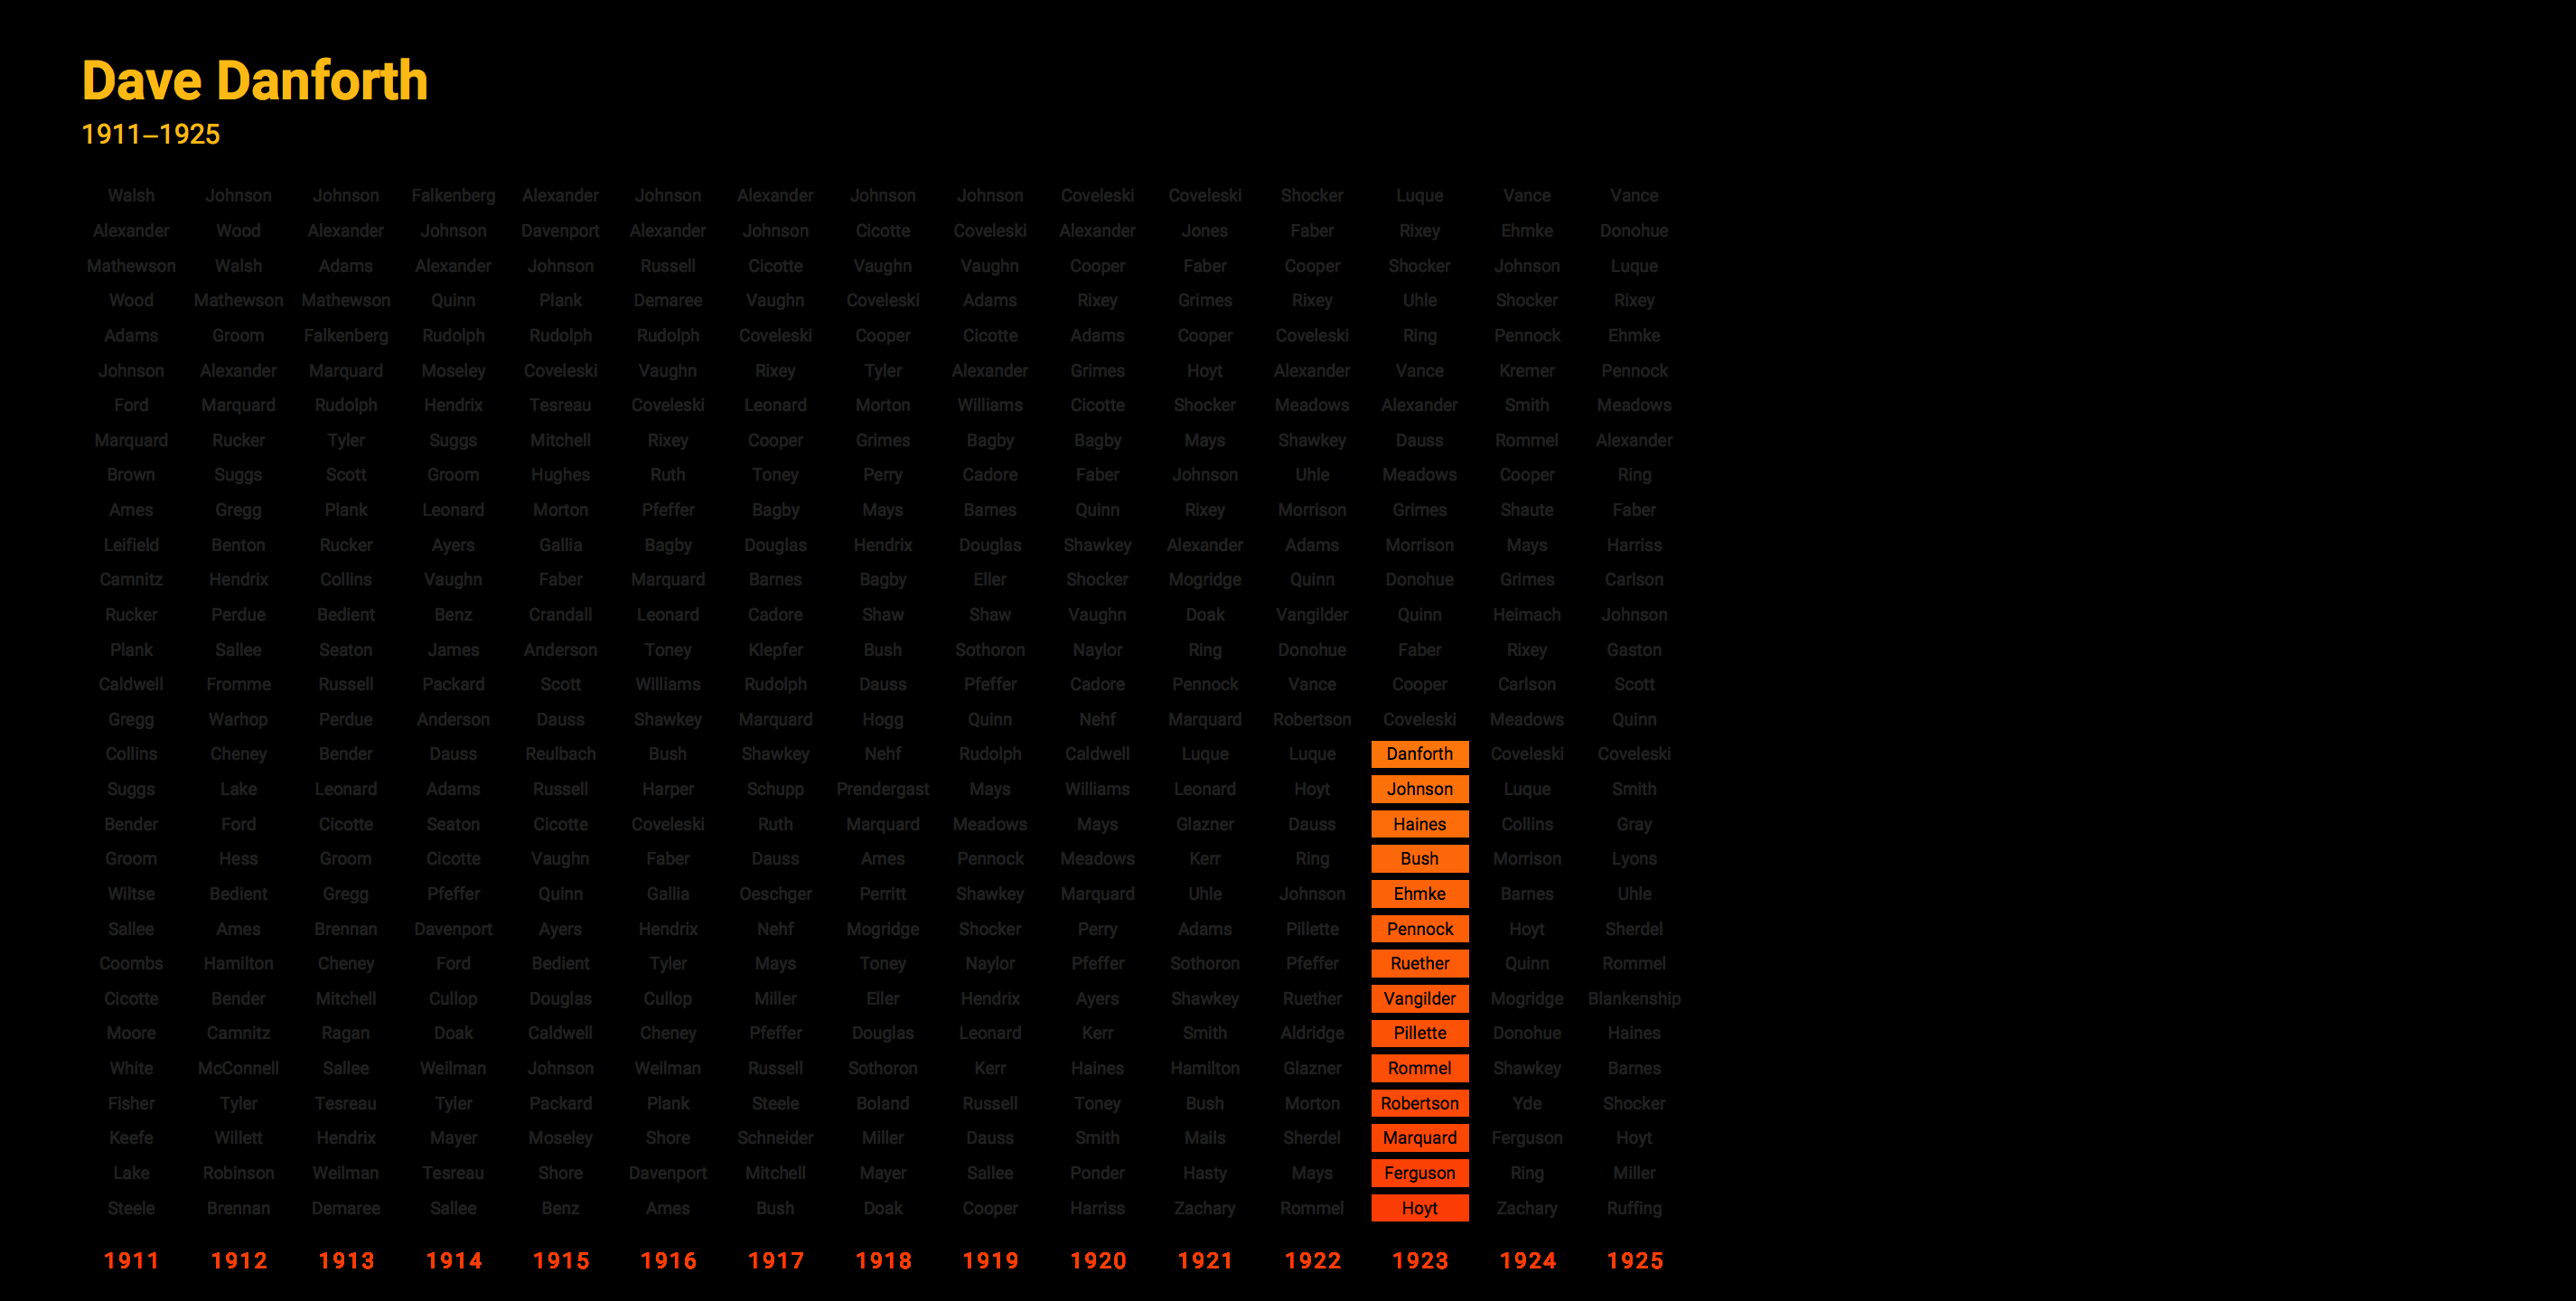 Dave Danforth
1911–1925
Walsh Johnson Johnson Falkenberg Alexander Johnson Alexander Johnson Johnson Coveleski Coveleski Shocker Luque Vance Vance
Alexander Wood Alexander Johnson Davenport Alexander Johnson Cicotte Coveleski Alexander Jones Faber Rixey Ehmke Donohue
Mathewson Walsh Adams Alexander Johnson Russell Cicotte Vaughn Vaughn Cooper Faber Cooper Shocker Johnson Luque
Wood Mathewson Mathewson Quinn Plank Demaree Vaughn Coveleski Adams Rixey Grimes Rixey Uhle Shocker Rixey
Adams Groom Falkenberg Rudolph Rudolph Rudolph Coveleski Cooper Cicotte Adams Cooper Coveleski Ring Pennock Ehmke
Johnson Alexander Marquard Moseley Coveleski Vaughn Rixey Tyler Alexander Grimes Hoyt Alexander Vance Kremer Pennock
Ford Marquard Rudolph Hendrix Tesreau Coveleski Leonard Morton Williams Cicotte Shocker Meadows Alexander Smith Meadows
Marquard Rucker Tyler Suggs Mitchell Rixey Cooper Grimes Bagby Bagby Mays Shawkey Dauss Rommel Alexander
Brown Suggs Scott Groom Hughes Ruth Toney Perry Cadore Faber Johnson Uhle Meadows Cooper Ring
Ames Gregg Plank Leonard Morton Pfeffer Bagby Mays Barnes Quinn Rixey Morrison Grimes Shaute Faber
Leifield Benton Rucker Ayers Gallia Bagby Douglas Hendrix Douglas Shawkey Alexander Adams Morrison Mays Harriss
Camnitz Hendrix Collins Vaughn Faber Marquard Barnes Bagby Eller Shocker Mogridge Quinn Donohue Grimes Carlson
Rucker Perdue Bedient Benz Crandall Leonard Cadore Shaw Shaw Vaughn Doak Vangilder Quinn Heimach Johnson
Plank Sallee Seaton James Anderson Toney Klepfer Bush Sothoron Naylor Ring Donohue Faber Rixey Gaston
Caldwell Fromme Russell Packard Scott Williams Rudolph Dauss Pfeffer Cadore Pennock Vance Cooper Carlson Scott
Gregg Warhop Perdue Anderson Dauss Shawkey Marquard Hogg Quinn Nehf Marquard Robertson Coveleski Meadows Quinn
Collins Cheney Bender Dauss Reulbach Bush Shawkey Nehf Rudolph Caldwell Luque Luque Danforth Coveleski Coveleski
Suggs Lake Leonard Adams Russell Harper Schupp Prendergast Mays Williams Leonard Hoyt Johnson Luque Smith
Bender Ford Cicotte Seaton Cicotte Coveleski Ruth Marquard Meadows Mays Glazner Dauss Haines Collins Gray
Groom Hess Groom Cicotte Vaughn Faber Dauss Ames Pennock Meadows Kerr Ring Bush Morrison Lyons
Wiltse Bedient Gregg Pfeffer Quinn Gallia Oeschger Perritt Shawkey Marquard Uhle Johnson Ehmke Barnes Uhle
Sallee Ames Brennan Davenport Ayers Hendrix Nehf Mogridge Shocker Perry Adams Pillette Pennock Hoyt Sherdel
Coombs Hamilton Cheney Ford Bedient Tyler Mays Toney Naylor Pfeffer Sothoron Pfeffer Ruether Quinn Rommel
Cicotte Bender Mitchell Cullop Douglas Cullop Miller Eller Hendrix Ayers Shawkey Ruether Vangilder Mogridge Blankenship
Moore Camnitz Ragan Doak Caldwell Cheney Pfeffer Douglas Leonard Kerr Smith Aldridge Pillette Donohue Haines
White McConnell Sallee Weilman Johnson Weilman Russell Sothoron Kerr Haines Hamilton Glazner Rommel Shawkey Barnes
Fisher Tyler Tesreau Tyler Packard Plank Steele Boland Russell Toney Bush Morton Robertson Yde Shocker
Keefe Willett Hendrix Mayer Moseley Shore Schneider Miller Dauss Smith Mails Sherdel Marquard Ferguson Hoyt
Lake Robinson Weilman Tesreau Shore Davenport Mitchell Mayer Sallee Ponder Hasty Mays Ferguson Ring Miller
Steele Brennan Demaree Sallee Benz Ames Bush Doak Cooper Harriss Zachary Rommel Hoyt Zachary Ruffing
1911 1912 1913 1914 1915 1916 1917 1918 1919 1920 1921 1922 1923 1924 1925